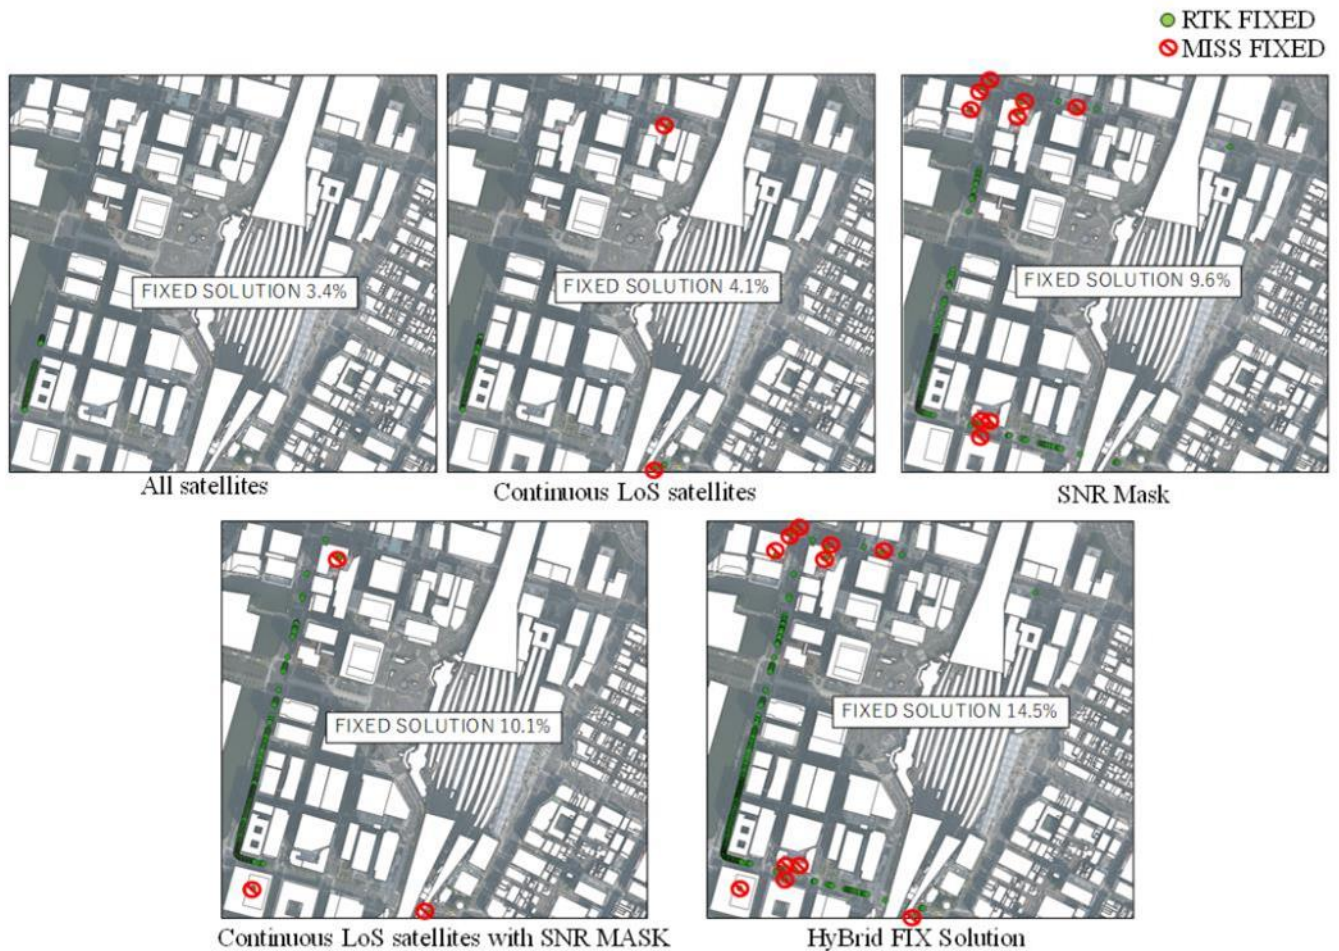 RTK FIXED
MISS FIXED
FIXED SOLUTION 3.4%
FIXED SOLUTION 4.1%
FIXED SOLUTION 9.6%
All satellites
Continuous LoS satellites
SNR Mask
FIXED SOLUTION 10.1%
FIXED SOLUTION 14.5%
Continuous LoS satellites with SNR MASK
HyBrid FIX Solution